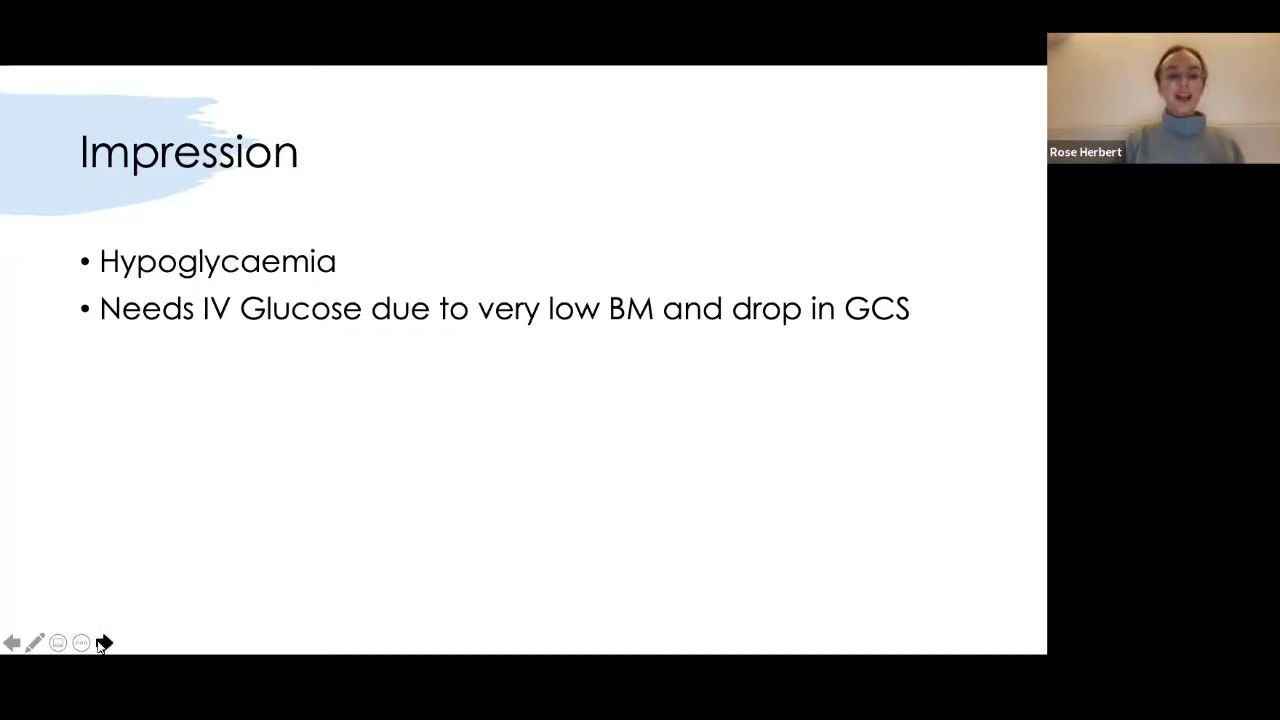 Impression
• Hypoglycaemia
• Needs IV Glucose due to very low BM and drop in GCS
Rose Herbert